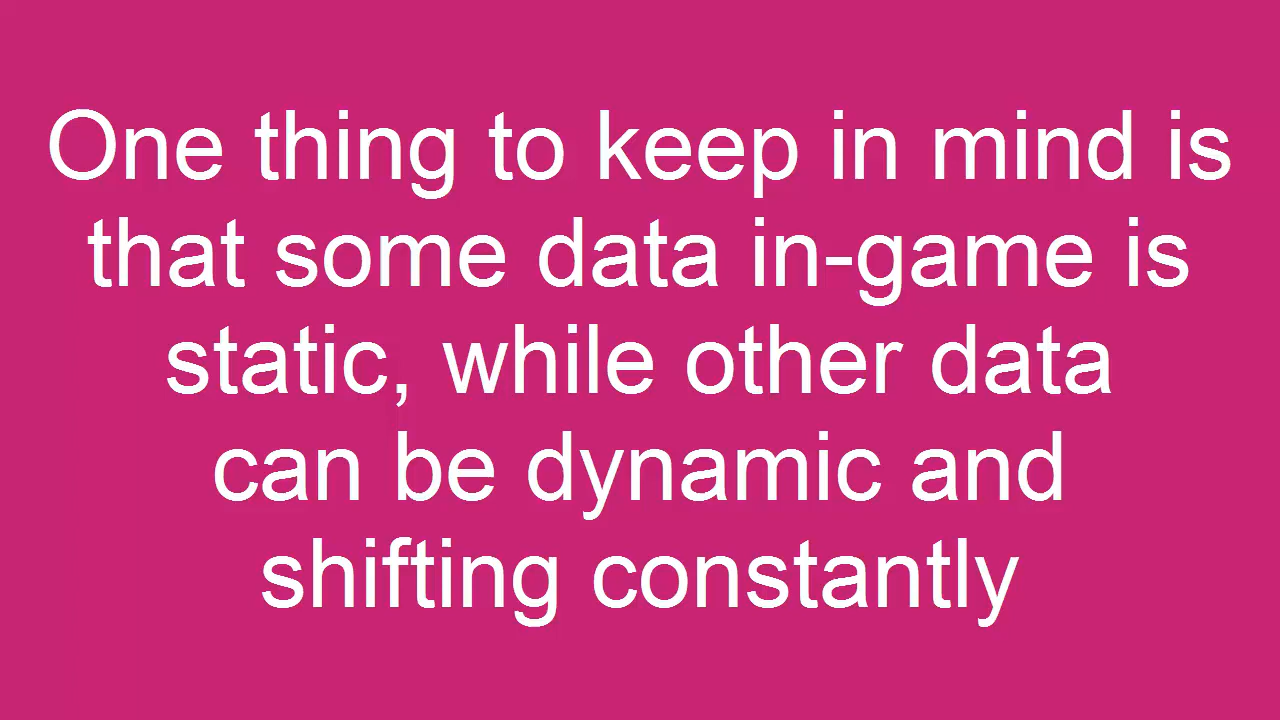 One thing to keep in mind is
that some data in-game is
static, while other data
can be dynamic and
shifting constantly